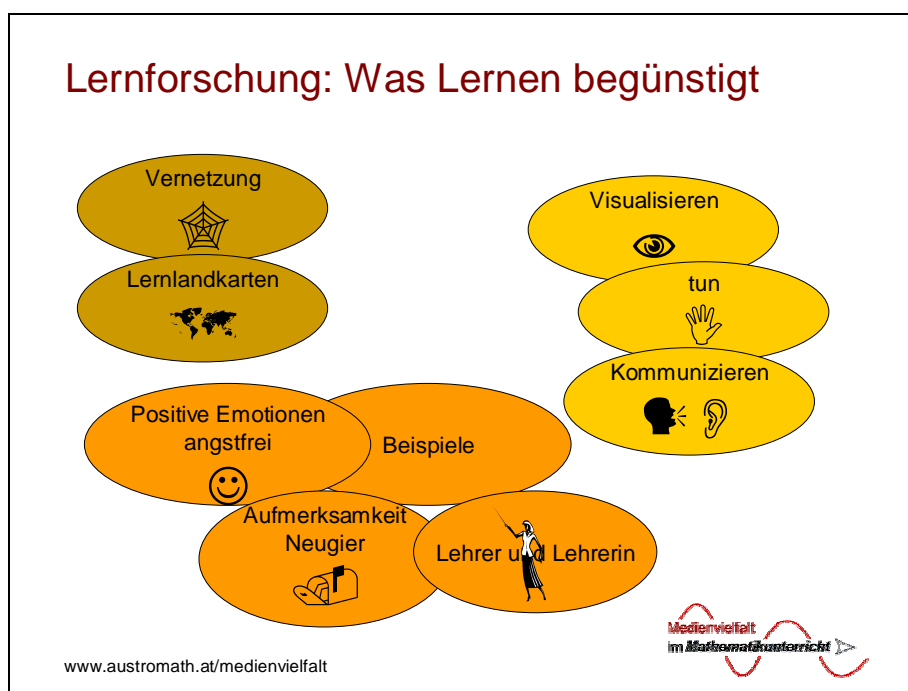 Lernforschung: Was Lernen begünstigt
Vernetzung
Lernlandkarten
Visualisieren
tun
Kommunizieren
Positive Emotionen
angstfrei
Beispiele
Aufmerksamkeit
Neugier
Lehrer und Lehrerin
Medienvielfalt
im Mathematikunterricht
www.austromath.at/medienvielfalt